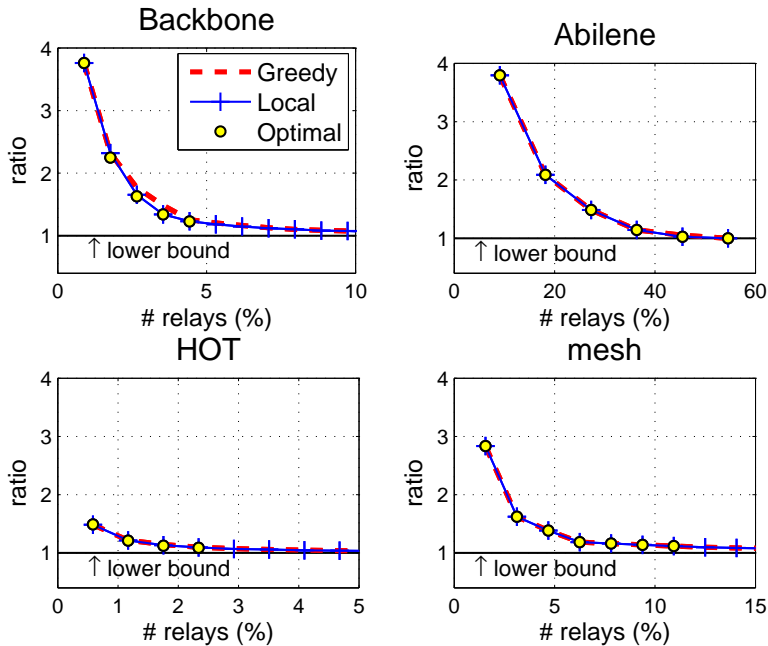 Backbone
4
3
2
1
ratio
Greedy
Local
Optimal
↑ lower bound
0
5
10
# relays (%)
Abilene
4
3
2
1
ratio
↑ lower bound
0
20
40
60
# relays (%)
HOT
4
3
2
1
ratio
↑ lower bound
0
1
2
3
4
5
# relays (%)
mesh
4
3
2
1
ratio
↑ lower bound
0
5
10
15
# relays (%)